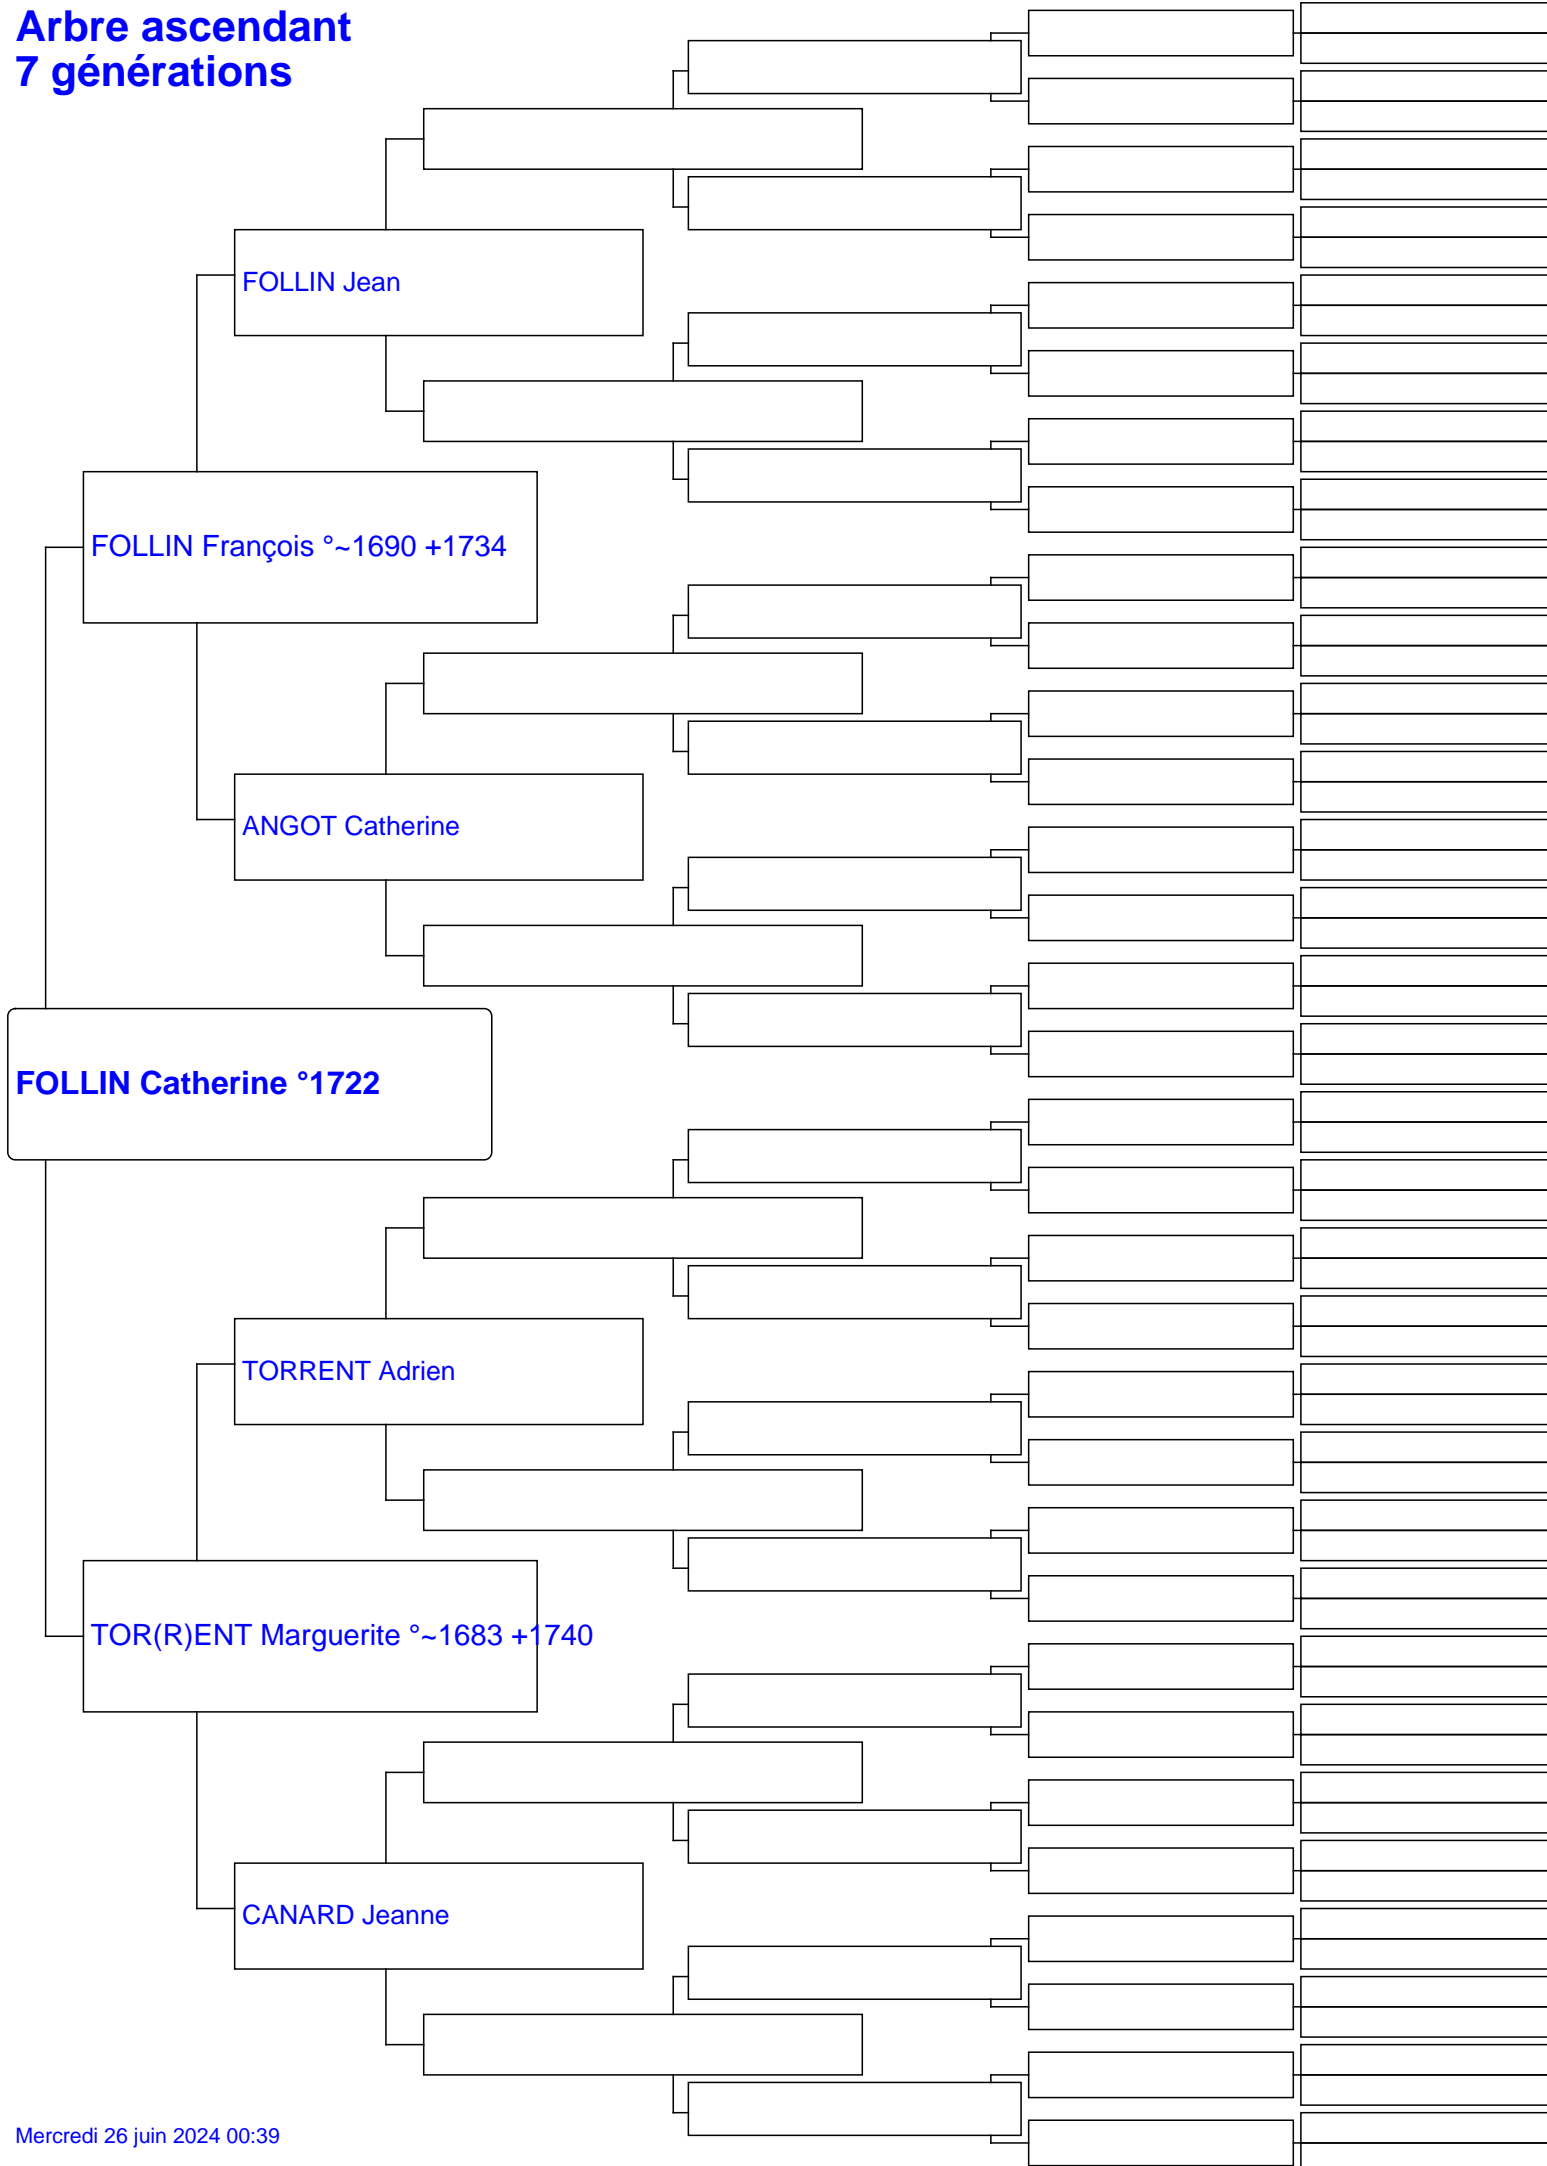 Arbre ascendant
7 générations
FOLLIN Jean
FOLLIN François °~1690 +1734
ANGOT Catherine
FOLLIN Catherine °1722
TORRENT Adrien
TOR(R)ENT Marguerite °~1683 +1740
CANARD Jeanne
Mercredi 26 juin 2024 00:39